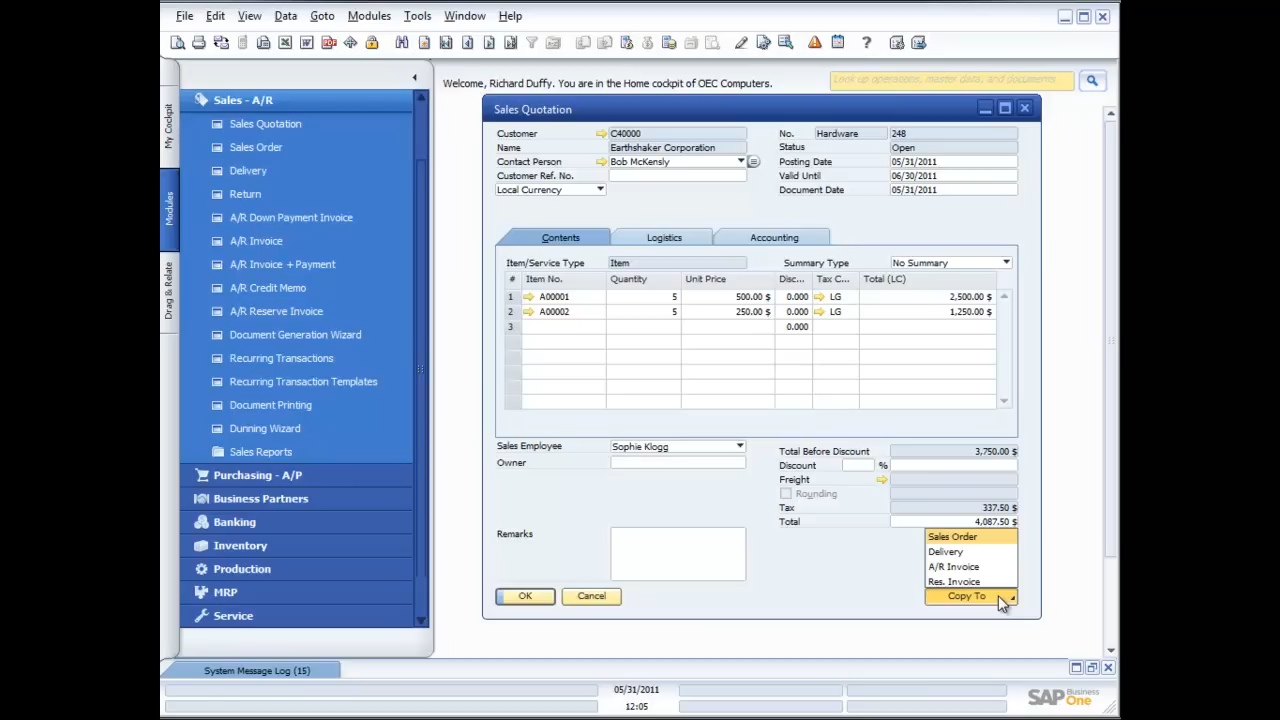 File Edit View Data Goto Modules Tools Window Help
My Cockpit
Modules
Drag & Relate
Sales - A/R
Sales Quotation
Sales Order
Delivery
Return
A/R Down Payment Invoice
A/R Invoice
A/R Invoice + Payment
A/R Credit Memo
A/R Reserve Invoice
Document Generation Wizard
Recurring Transactions
Recurring Transaction Templates
Document Printing
Dunning Wizard
Sales Reports
Purchasing - A/P
Business Partners
Banking
Inventory
Production
MRP
Service
Welcome, Richard Duffy. You are in the Home cockpit of OEC Computers.
Look up operations, master data, and documents
Sales Quotation
Customer C40000 No. Hardware 248
Name Earthshaker Corporation Status Open
Contact Person Bob McKensly Posting Date 05/31/2011
Customer Ref. No. Valid Until 06/30/2011
Local Currency Document Date 05/31/2011
Contents Logistics Accounting
Item/Service Type Item Summary Type No Summary
# Item No. Quantity Unit Price Disc... Tax C... Total (LC)
1 A00001 5 500.00 $ 0.000 LG 2,500.00 $
2 A00002 5 250.00 $ 0.000 LG 1,250.00 $
3 0.000
Sales Employee Sophie Klogg
Owner
Remarks
Total Before Discount 3,750.00 $
Discount %
Freight
Rounding
Tax 337.50 $
Total 4,087.50 $
Sales Order
Delivery
A/R Invoice
Res. Invoice
OK Cancel Copy To
System Message Log (15)
05/31/2011
12:05
SAP Business One